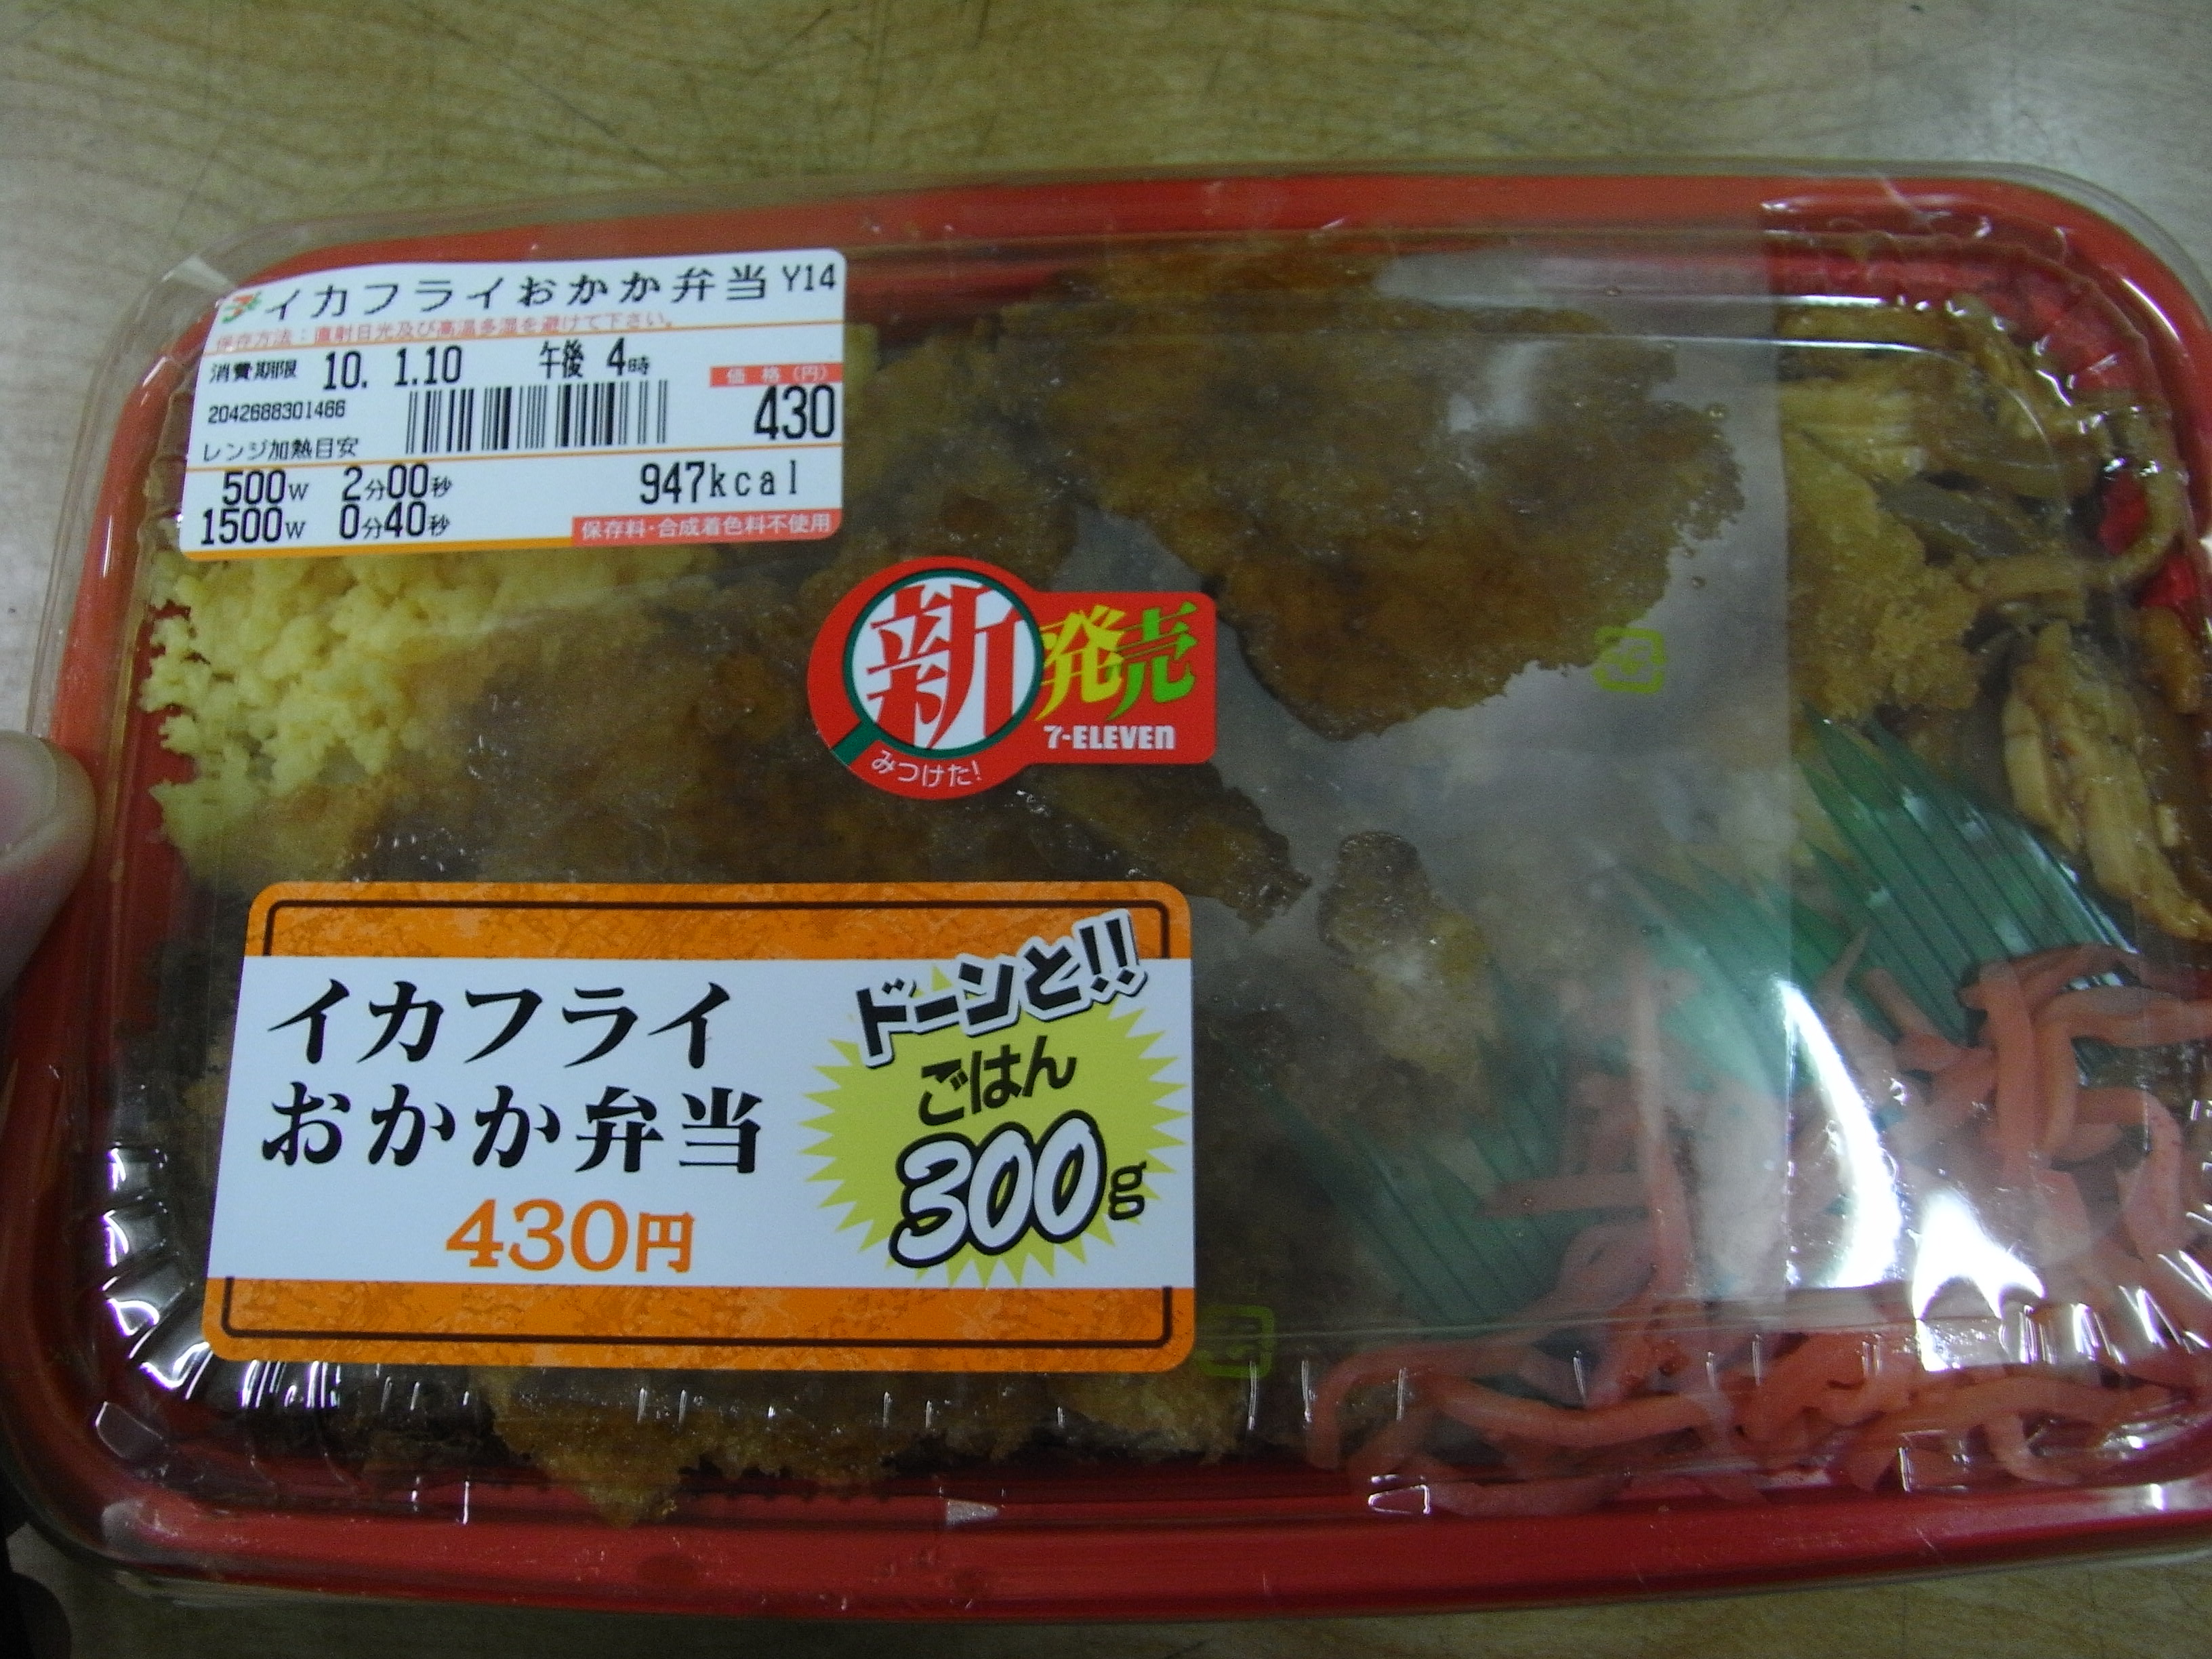 イカフライおかか弁当 Y14
保存方法：直射日光及び高温多湿を避けて下さい。
消費期限 10. 1.10 午後 4時
価格(円)
2042688301466
430
レンジ加熱目安
500W 2分00秒
947kcal
1500W 0分40秒
保存料・合成着色料不使用
新発売
7-ELEVEn
みつけた!
イカフライ
おかか弁当
430円
ドーンと!!
ごはん
300g